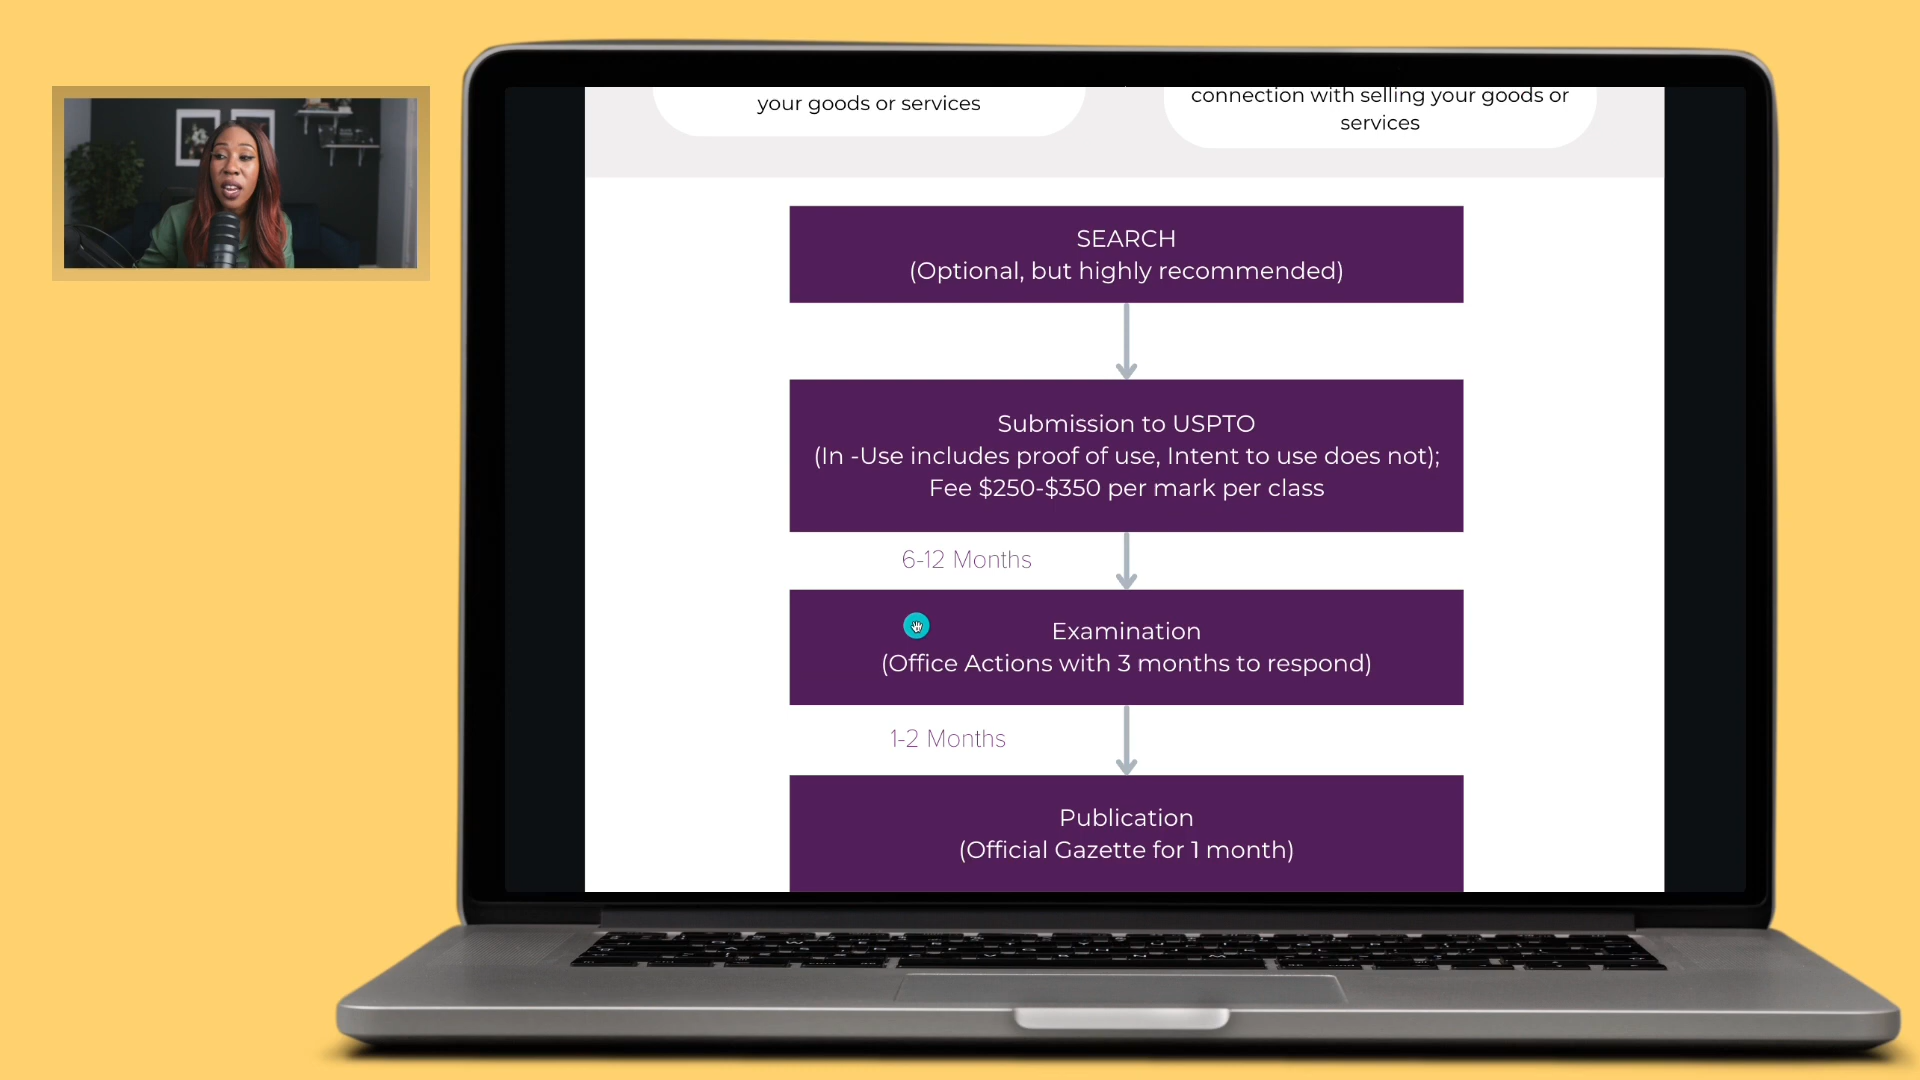 your goods or services
connection with selling your goods or
services
SEARCH
(Optional, but highly recommended)
Submission to USPTO
(In -Use includes proof of use, Intent to use does not);
Fee $250-$350 per mark per class
6-12 Months
Examination
(Office Actions with 3 months to respond)
1-2 Months
Publication
(Official Gazette for 1 month)